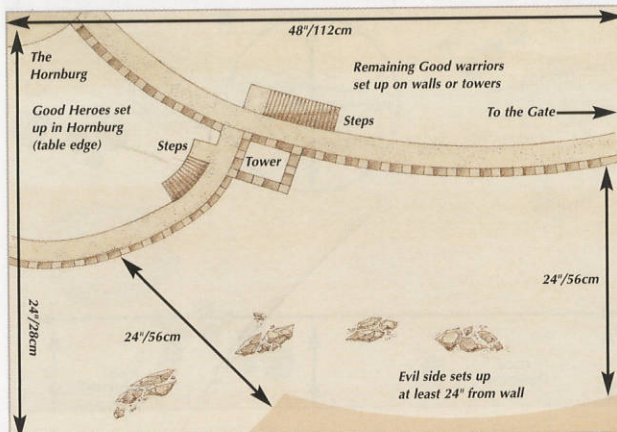 48"/112cm
The
Hornburg
Remaining Good warriors
set up on walls or towers
Good Heroes set
up in Hornburg
(table edge)
To the Gate
Steps
Steps
Tower
24"/56cm
24"/28cm
24"/56cm
Evil side sets up
at least 24" from wall